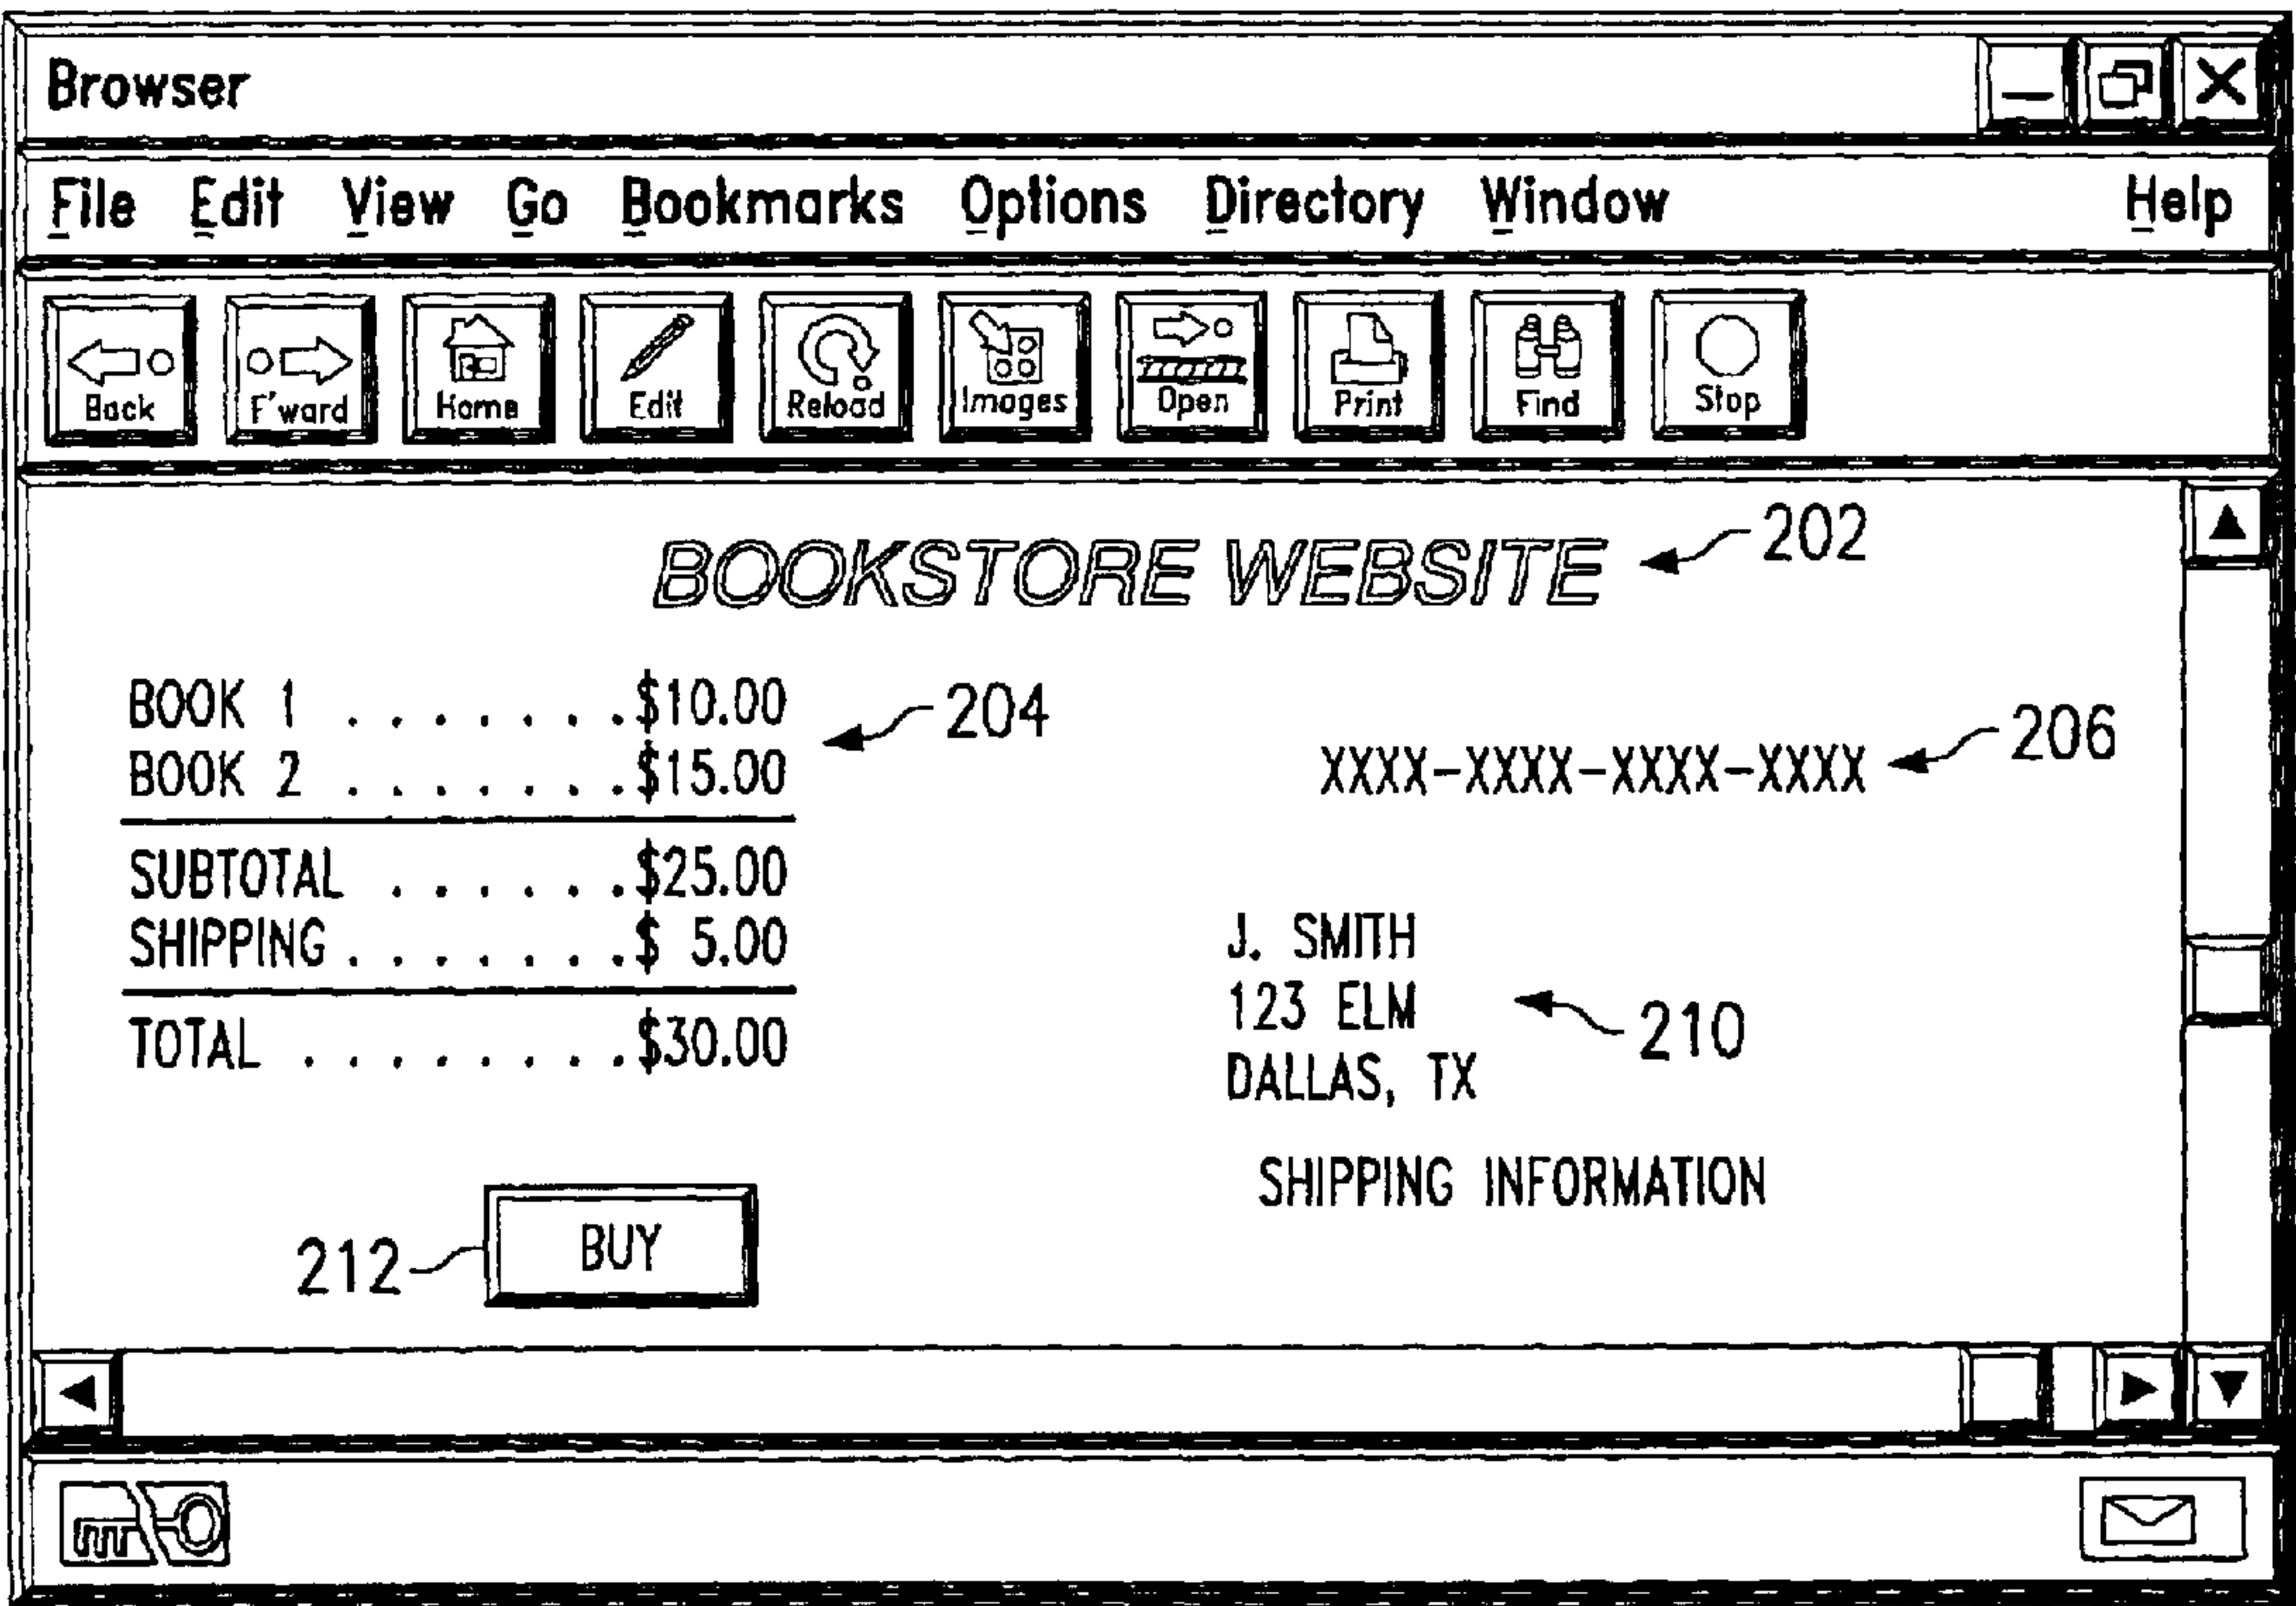 Browser
File Edit View Go Bookmarks Options Directory Window Help
Back F'ward Home Edit Reload Images Open Print Find Stop
BOOKSTORE WEBSITE 202
BOOK 1 . . . . . . . $10.00 204
BOOK 2 . . . . . . . $15.00
XXXX-XXXX-XXXX-XXXX 206
SUBTOTAL . . . . . . $25.00
SHIPPING . . . . . . . $ 5.00
TOTAL . . . . . . . . $30.00
J. SMITH
123 ELM 210
DALLAS, TX
SHIPPING INFORMATION
212 BUY